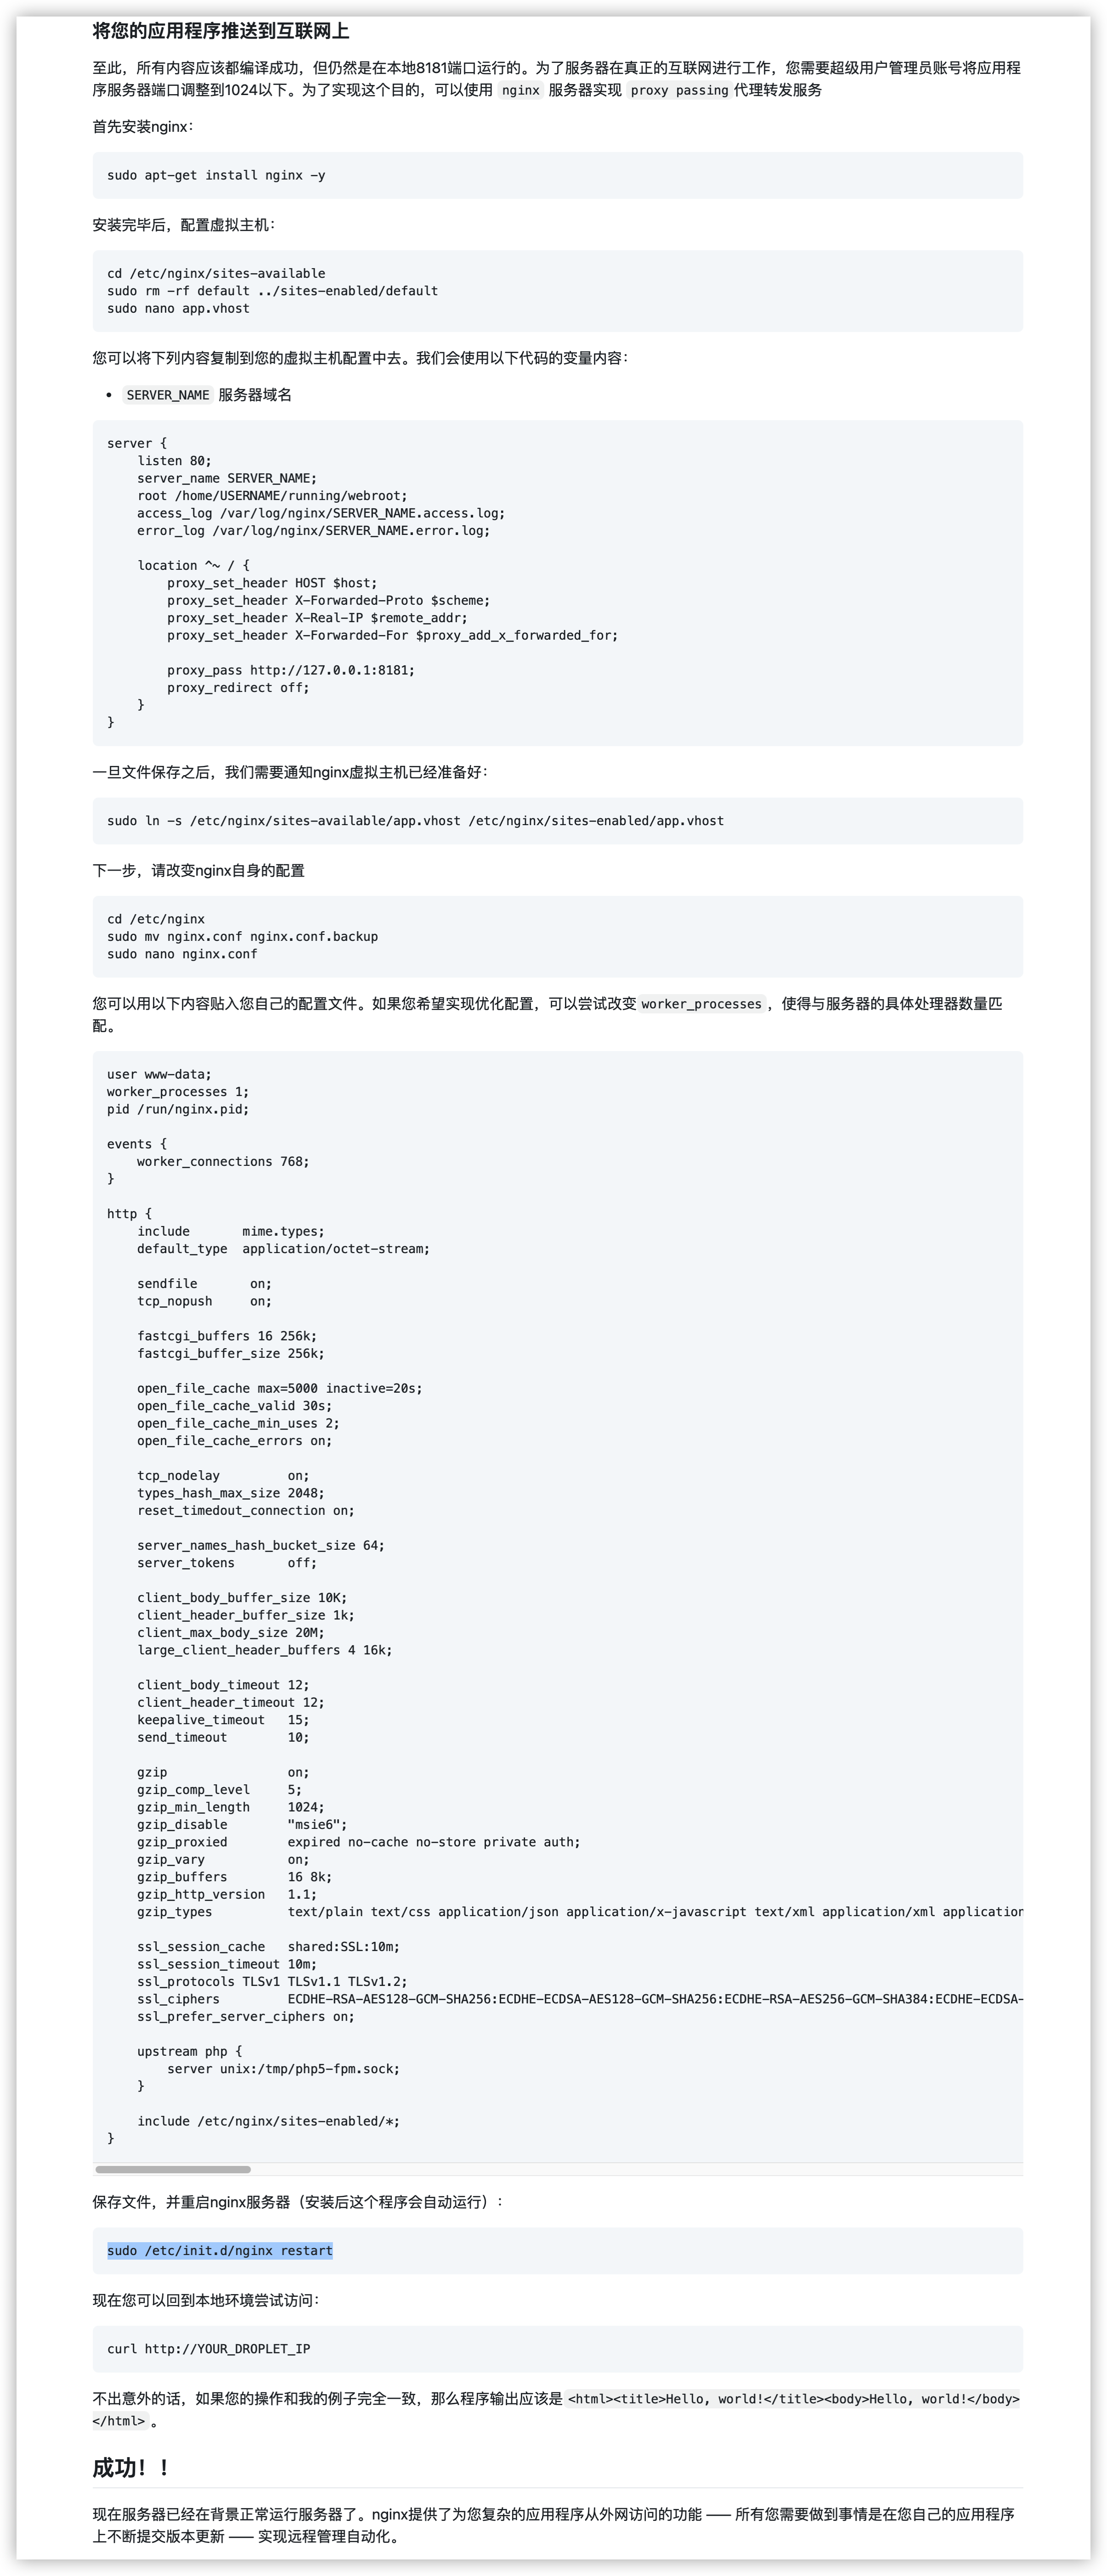 将您的应用程序推送到互联网上
至此，所有内容应该都编译成功，但仍然是在本地8181端口运行的。为了服务器在真正的互联网进行工作，您需要超级用户管理员账号将应用程
序服务器端口调整到1024以下。为了实现这个目的，可以使用 nginx 服务器实现 proxy passing 代理转发服务
首先安装nginx：
sudo apt-get install nginx -y
安装完毕后，配置虚拟主机：
cd /etc/nginx/sites-available
sudo rm -rf default ../sites-enabled/default
sudo nano app.vhost
您可以将下列内容复制到您的虚拟主机配置中去。我们会使用以下代码的变量内容：
• SERVER_NAME 服务器域名
server {
    listen 80;
    server_name SERVER_NAME;
    root /home/USERNAME/running/webroot;
    access_log /var/log/nginx/SERVER_NAME.access.log;
    error_log /var/log/nginx/SERVER_NAME.error.log;
    location ^~ / {
        proxy_set_header HOST $host;
        proxy_set_header X-Forwarded-Proto $scheme;
        proxy_set_header X-Real-IP $remote_addr;
        proxy_set_header X-Forwarded-For $proxy_add_x_forwarded_for;
        proxy_pass http://127.0.0.1:8181;
        proxy_redirect off;
    }
}
一旦文件保存之后，我们需要通知nginx虚拟主机已经准备好：
sudo ln -s /etc/nginx/sites-available/app.vhost /etc/nginx/sites-enabled/app.vhost
下一步，请改变nginx自身的配置
cd /etc/nginx
sudo mv nginx.conf nginx.conf.backup
sudo nano nginx.conf
您可以用以下内容贴入您自己的配置文件。如果您希望实现优化配置，可以尝试改变 worker_processes ，使得与服务器的具体处理器数量匹
配。
user www-data;
worker_processes 1;
pid /run/nginx.pid;
events {
    worker_connections 768;
}
http {
    include       mime.types;
    default_type  application/octet-stream;
    sendfile       on;
    tcp_nopush     on;
    fastcgi_buffers 16 256k;
    fastcgi_buffer_size 256k;
    open_file_cache max=5000 inactive=20s;
    open_file_cache_valid 30s;
    open_file_cache_min_uses 2;
    open_file_cache_errors on;
    tcp_nodelay         on;
    types_hash_max_size 2048;
    reset_timedout_connection on;
    server_names_hash_bucket_size 64;
    server_tokens       off;
    client_body_buffer_size 10K;
    client_header_buffer_size 1k;
    client_max_body_size 20M;
    large_client_header_buffers 4 16k;
    client_body_timeout 12;
    client_header_timeout 12;
    keepalive_timeout   15;
    send_timeout        10;
    gzip                on;
    gzip_comp_level     5;
    gzip_min_length     1024;
    gzip_disable        "msie6";
    gzip_proxied        expired no-cache no-store private auth;
    gzip_vary           on;
    gzip_buffers        16 8k;
    gzip_http_version   1.1;
    gzip_types          text/plain text/css application/json application/x-javascript text/xml application/xml application
    ssl_session_cache   shared:SSL:10m;
    ssl_session_timeout 10m;
    ssl_protocols TLSv1 TLSv1.1 TLSv1.2;
    ssl_ciphers         ECDHE-RSA-AES128-GCM-SHA256:ECDHE-ECDSA-AES128-GCM-SHA256:ECDHE-RSA-AES256-GCM-SHA384:ECDHE-ECDSA-
    ssl_prefer_server_ciphers on;
    upstream php {
        server unix:/tmp/php5-fpm.sock;
    }
    include /etc/nginx/sites-enabled/*;
}
保存文件，并重启nginx服务器（安装后这个程序会自动运行）：
sudo /etc/init.d/nginx restart
现在您可以回到本地环境尝试访问：
curl http://YOUR_DROPLET_IP
不出意外的话，如果您的操作和我的例子完全一致，那么程序输出应该是 <html><title>Hello, world!</title><body>Hello, world!</body>
</html> 。
成功！！
现在服务器已经在背景正常运行服务器了。nginx提供了为您复杂的应用程序从外网访问的功能 —— 所有您需要做到事情是在您自己的应用程序
上不断提交版本更新 —— 实现远程管理自动化。